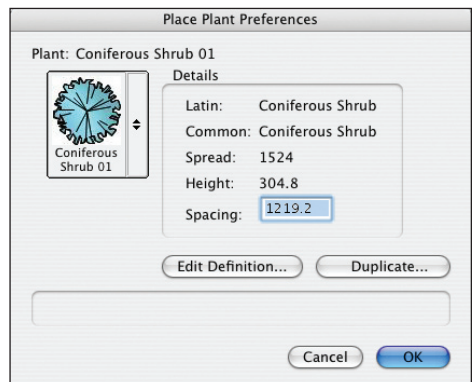 Place Plant Preferences
Plant: Coniferous Shrub 01
Details
Coniferous
Shrub 01
Latin: Coniferous Shrub
Common: Coniferous Shrub
Spread: 1524
Height: 304.8
Spacing: 1219.2
Edit Definition...
Duplicate...
Cancel
OK